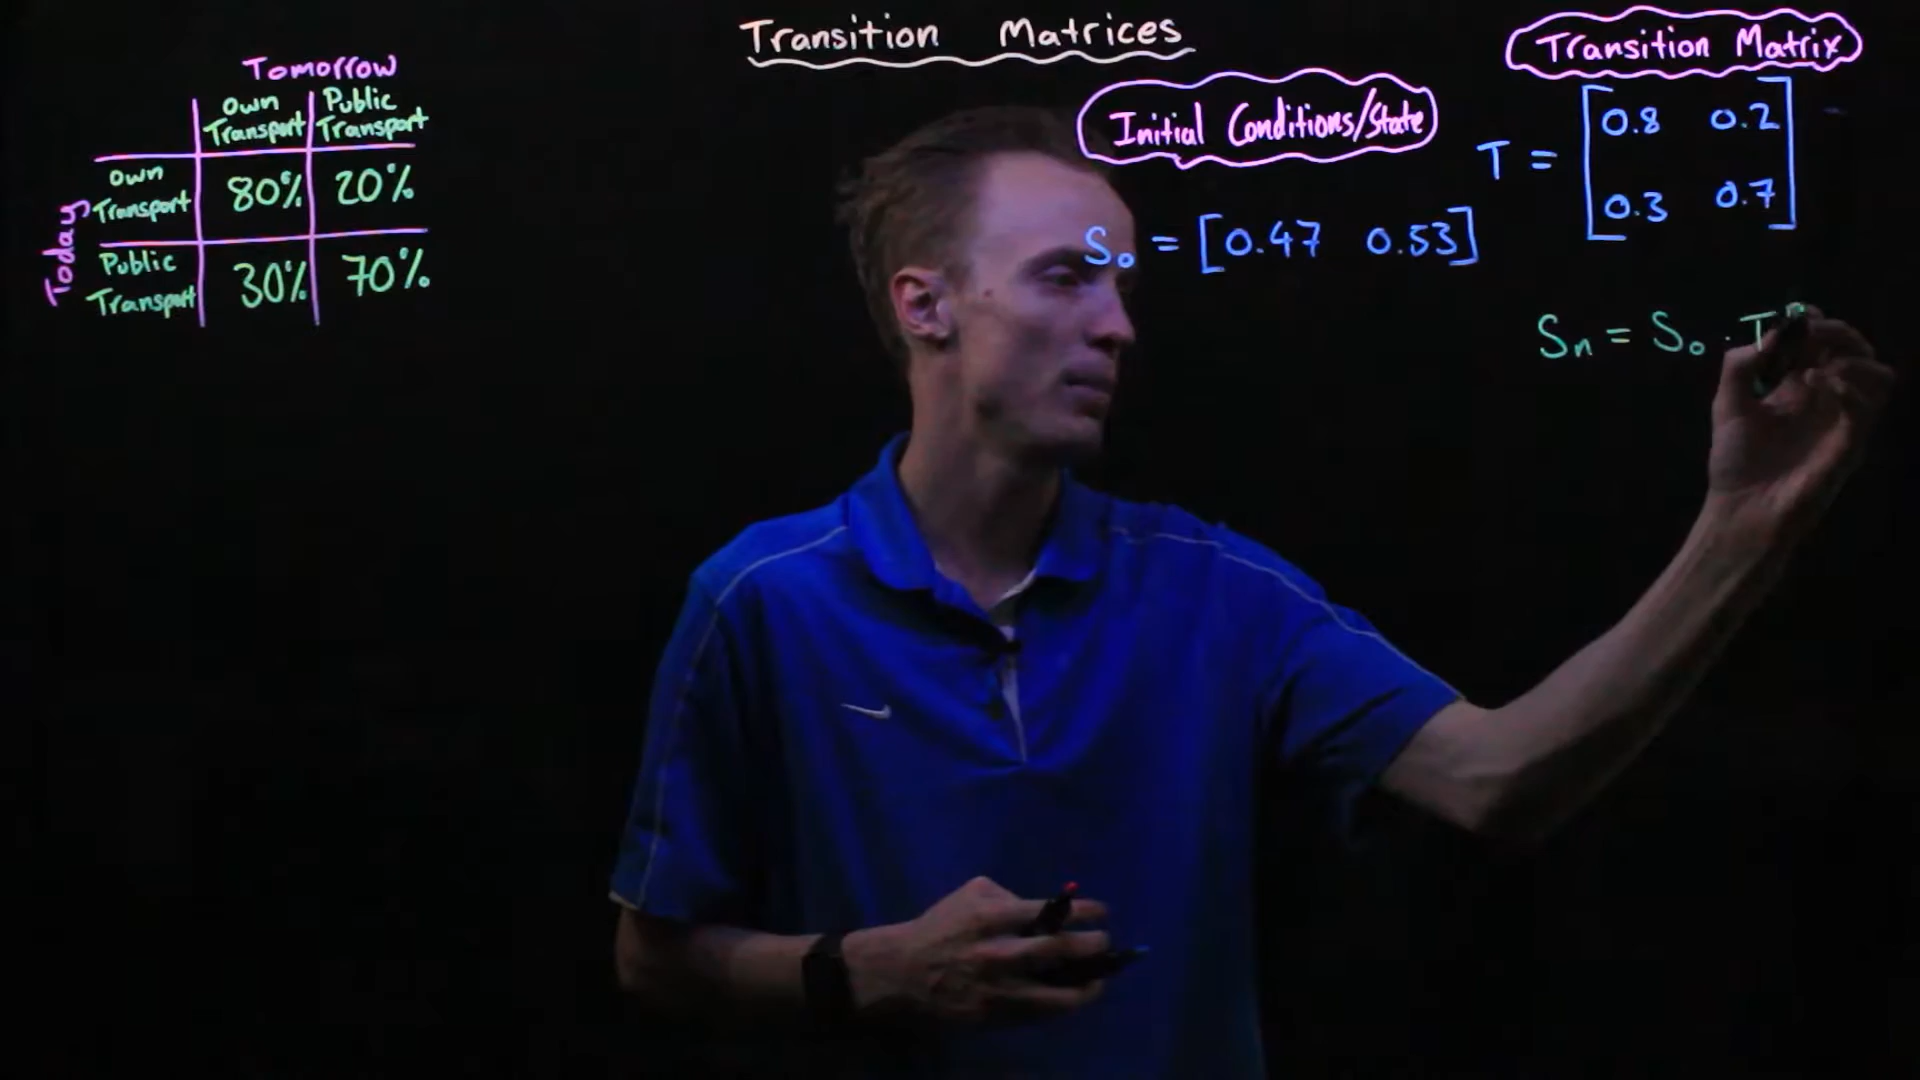 Transition Matrices
Tomorrow
Own Transport
Public Transport
Today
Own Transport
80% 20%
Public Transport
30% 70%
Initial Conditions/State
S₀ = [0.47 0.53]
Transition Matrix
T = [0.8 0.2
0.3 0.7]
Sₙ = S₀ · T